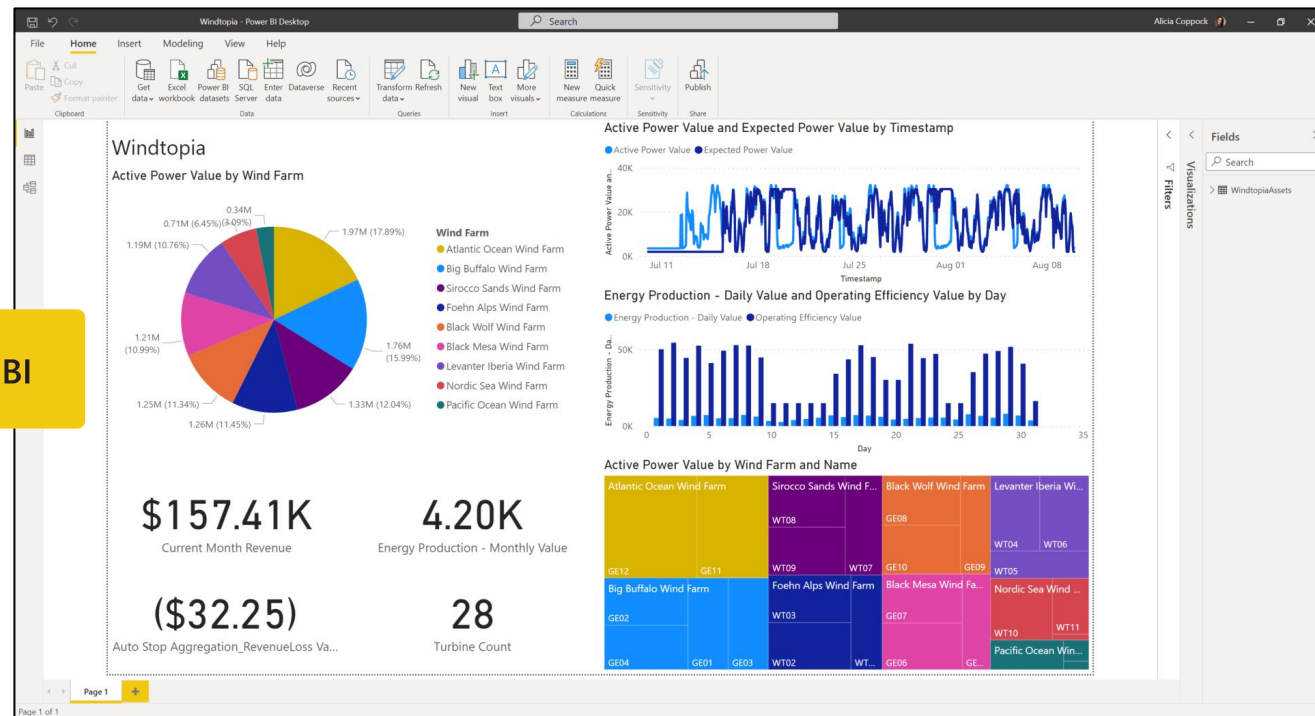 Windtopia - Power BI Desktop
Search
Alicia Coppock
File Home Insert Modeling View Help
Paste
Cut
Copy
Format painter
Get data
Excel workbook
Power BI datasets
SQL Server
Enter data
Dataverse
Recent sources
Transform data
Refresh
New visual
Text box
More visuals
New measure
Quick measure
Sensitivity
Publish
Clipboard
Data
Queries
Insert
Calculations
Sensitivity
Share
BI
Windtopia
Active Power Value by Wind Farm
0.34M
(3.09%)
0.71M (6.45%)
1.19M (10.76%)
1.21M
(10.99%)
1.25M (11.34%)
1.26M (11.45%)
1.33M (12.04%)
1.76M
(15.99%)
1.97M (17.89%)
Wind Farm
Atlantic Ocean Wind Farm
Big Buffalo Wind Farm
Sirocco Sands Wind Farm
Foehn Alps Wind Farm
Black Wolf Wind Farm
Black Mesa Wind Farm
Levanter Iberia Wind Farm
Nordic Sea Wind Farm
Pacific Ocean Wind Farm
$157.41K
Current Month Revenue
4.20K
Energy Production - Monthly Value
($32.25)
Auto Stop Aggregation_RevenueLoss Va...
28
Turbine Count
Active Power Value and Expected Power Value by Timestamp
Active Power Value Expected Power Value
Active Power Value an...
40K
20K
0K
Jul 11 Jul 18 Jul 25 Aug 01 Aug 08
Timestamp
Energy Production - Daily Value and Operating Efficiency Value by Day
Energy Production - Daily Value Operating Efficiency Value
Energy Production - Da...
50K
0K
0 5 10 15 20 25 30 35
Day
Active Power Value by Wind Farm and Name
Atlantic Ocean Wind Farm
GE12 GE11
Big Buffalo Wind Farm
GE02
GE04 GE01 GE03
Sirocco Sands Wind F...
WT08
WT09 WT07
Foehn Alps Wind Farm
WT03
WT02 WT...
Black Wolf Wind Farm
GE08
GE10 GE09
Black Mesa Wind Fa...
GE07
GE06 GE...
Levanter Iberia Wi...
WT04 WT06
WT05
Nordic Sea Wind ...
WT10 WT11
Pacific Ocean Win...
Filters
Visualizations
Fields
Search
WindtopiaAssets
Page 1
Page 1 of 1